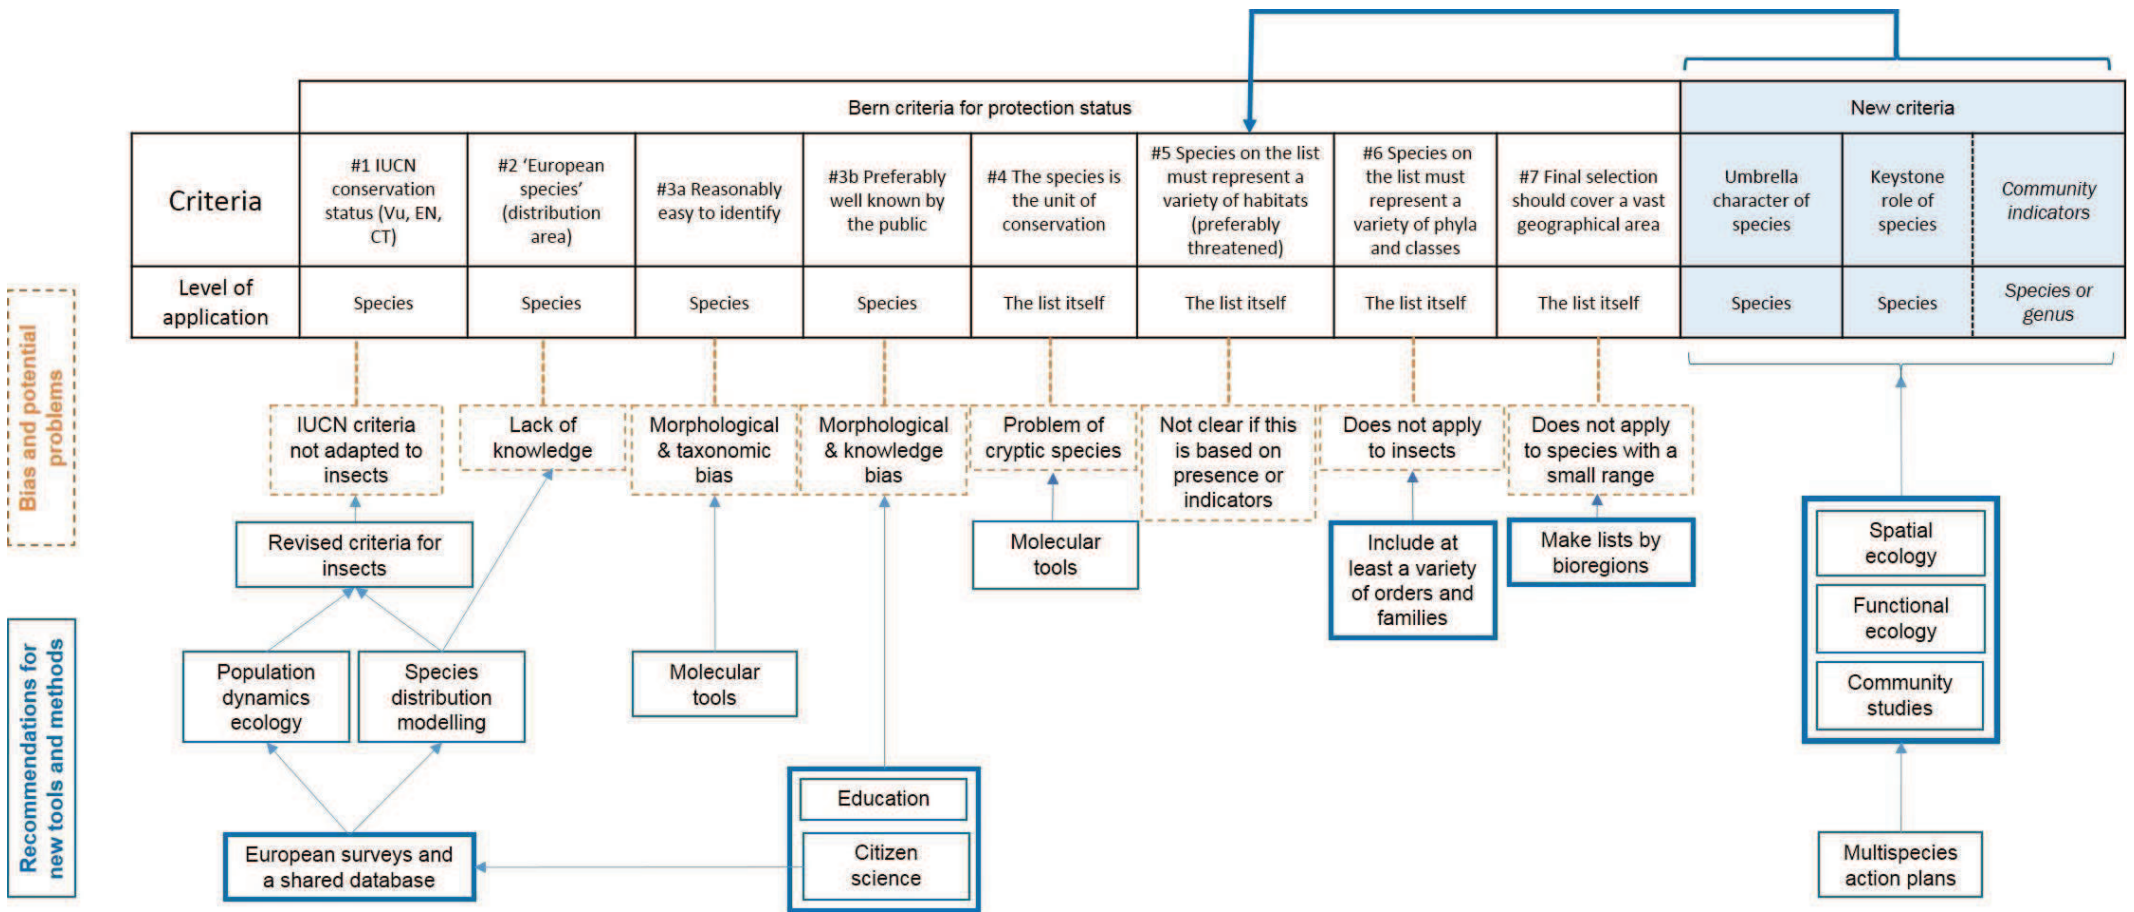 Bern criteria for protection status
New criteria
Criteria
#1 IUCN
conservation
status (Vu, EN,
CT)
#2 ‘European
species’
(distribution
area)
#3a Reasonably
easy to identify
#3b Preferably
well known by
the public
#4 The species is
the unit of
conservation
#5 Species on the list
must represent a
variety of habitats
(preferably
threatened)
#6 Species on
the list must
represent a
variety of phyla
and classes
#7 Final selection
should cover a vast
geographical area
Umbrella
character of
species
Keystone
role of
species
Community
indicators
Level of
application
Species
Species
Species
Species
The list itself
The list itself
The list itself
The list itself
Species
Species
Species or
genus
Bias and potential
problems
IUCN criteria
not adapted to
insects
Lack of
knowledge
Morphological
& taxonomic
bias
Morphological
& knowledge
bias
Problem of
cryptic species
Not clear if this
is based on
presence or
indicators
Does not apply
to insects
Does not apply
to species with a
small range
Recommendations for
new tools and methods
Revised criteria for
insects
Molecular
tools
Include at
least a variety
of orders and
families
Make lists by
bioregions
Spatial
ecology
Functional
ecology
Community
studies
Population
dynamics
ecology
Species
distribution
modelling
Molecular
tools
Education
Citizen
science
European surveys and
a shared database
Multispecies
action plans